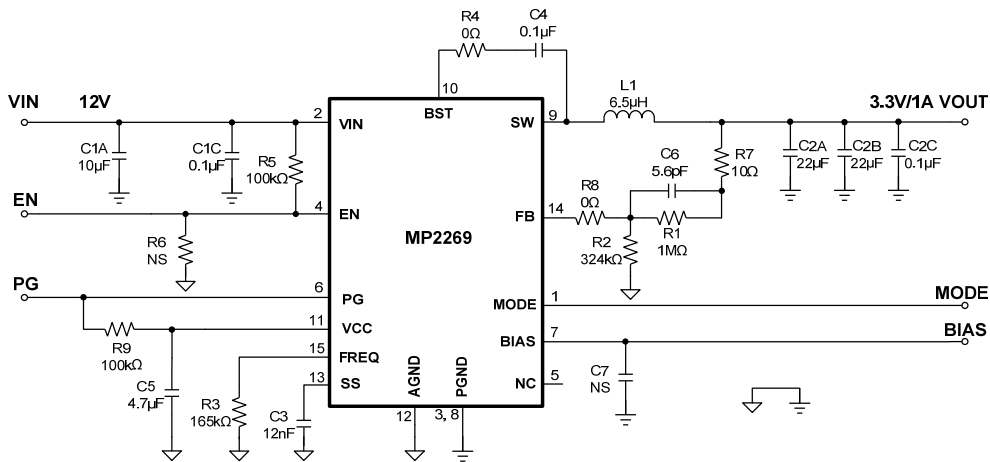 R4
0Ω
C4
0.1µF
10
BST
L1
6.5µH
VIN
12V
2
VIN
SW
9
3.3V/1A VOUT
C1A
10µF
C1C
0.1µF
R5
100kΩ
C6
5.6pF
R7
10Ω
C2A
22µF
C2B
22µF
C2C
0.1µF
EN
4
EN
R8
0Ω
FB
14
R6
NS
MP2269
R2
324kΩ
R1
1MΩ
PG
6
PG
MODE
1
MODE
11
VCC
BIAS
7
BIAS
R9
100kΩ
15
FREQ
C5
4.7µF
R3
165kΩ
13
SS
C3
12nF
AGND
PGND
NC
5
C7
NS
12
3, 8